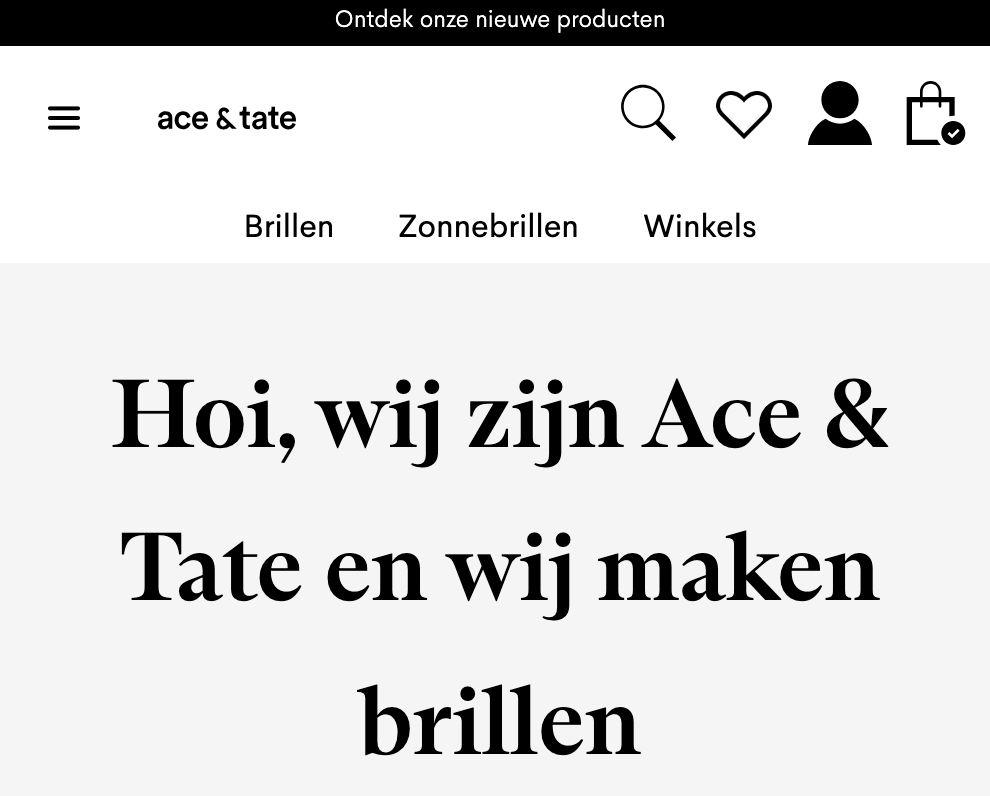 Ontdek onze nieuwe producten
ace & tate
Brillen Zonnebrillen Winkels
Hoi, wij zijn Ace &
Tate en wij maken
brillen